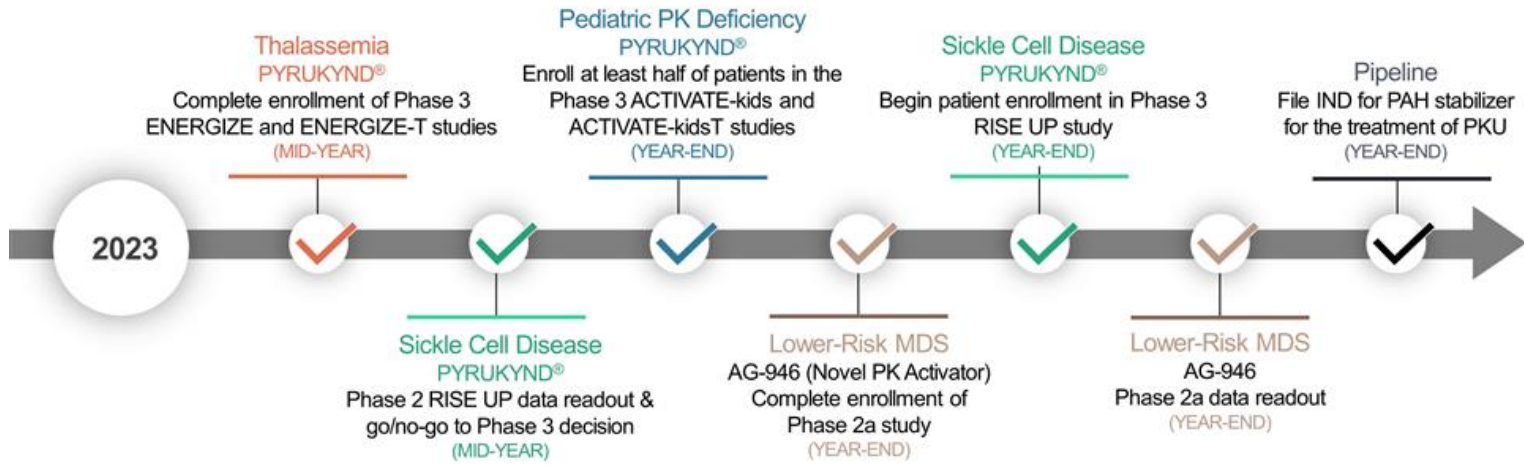 2023
Thalassemia
PYRUKYND®
Complete enrollment of Phase 3
ENERGIZE and ENERGIZE-T studies
(MID-YEAR)
Sickle Cell Disease
PYRUKYND®
Phase 2 RISE UP data readout &
go/no-go to Phase 3 decision
(MID-YEAR)
Pediatric PK Deficiency
PYRUKYND®
Enroll at least half of patients in the
Phase 3 ACTIVATE-kids and
ACTIVATE-kidsT studies
(YEAR-END)
Lower-Risk MDS
AG-946 (Novel PK Activator)
Complete enrollment of
Phase 2a study
(YEAR-END)
Sickle Cell Disease
PYRUKYND®
Begin patient enrollment in Phase 3
RISE UP study
(YEAR-END)
Lower-Risk MDS
AG-946
Phase 2a data readout
(YEAR-END)
Pipeline
File IND for PAH stabilizer
for the treatment of PKU
(YEAR-END)